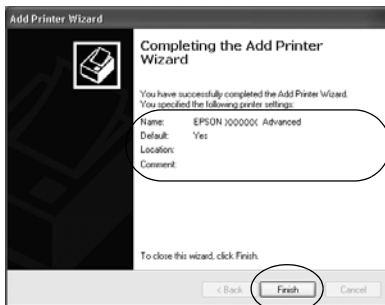 Add Printer Wizard
Completing the Add Printer
Wizard
You have successfully completed the Add Printer Wizard.
You specified the following printer settings:
Name: EPSON XXXXXX Advanced
Default: Yes
Location:
Comment:
To close this wizard, click Finish.
< Back Finish Cancel